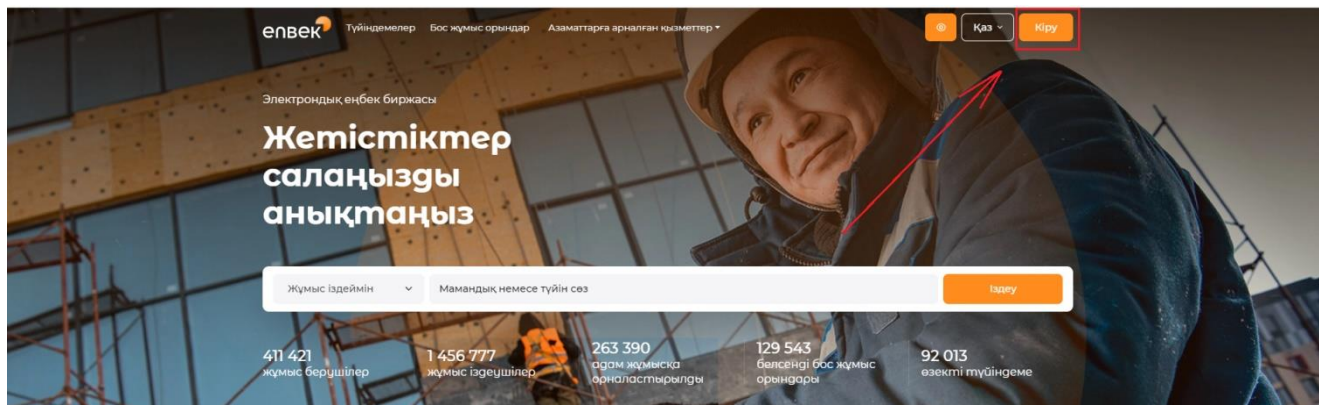 enbek
Түйіндемелер Бос жұмыс орындар Азаматтарға арналған қызметтер
Қаз
Кіру
Электрондық еңбек биржасы
Жетістіктер
салаңызды
анықтаңыз
Жұмыс іздеймін
Мамандық немесе түйін сөз
Іздеу
411 421
жұмыс берушілер
1 456 777
жұмыс іздеушілер
263 390
адам жұмысқа
орналастырылды
129 543
белсенді бос жұмыс
орындары
92 013
өзекті түйіндеме